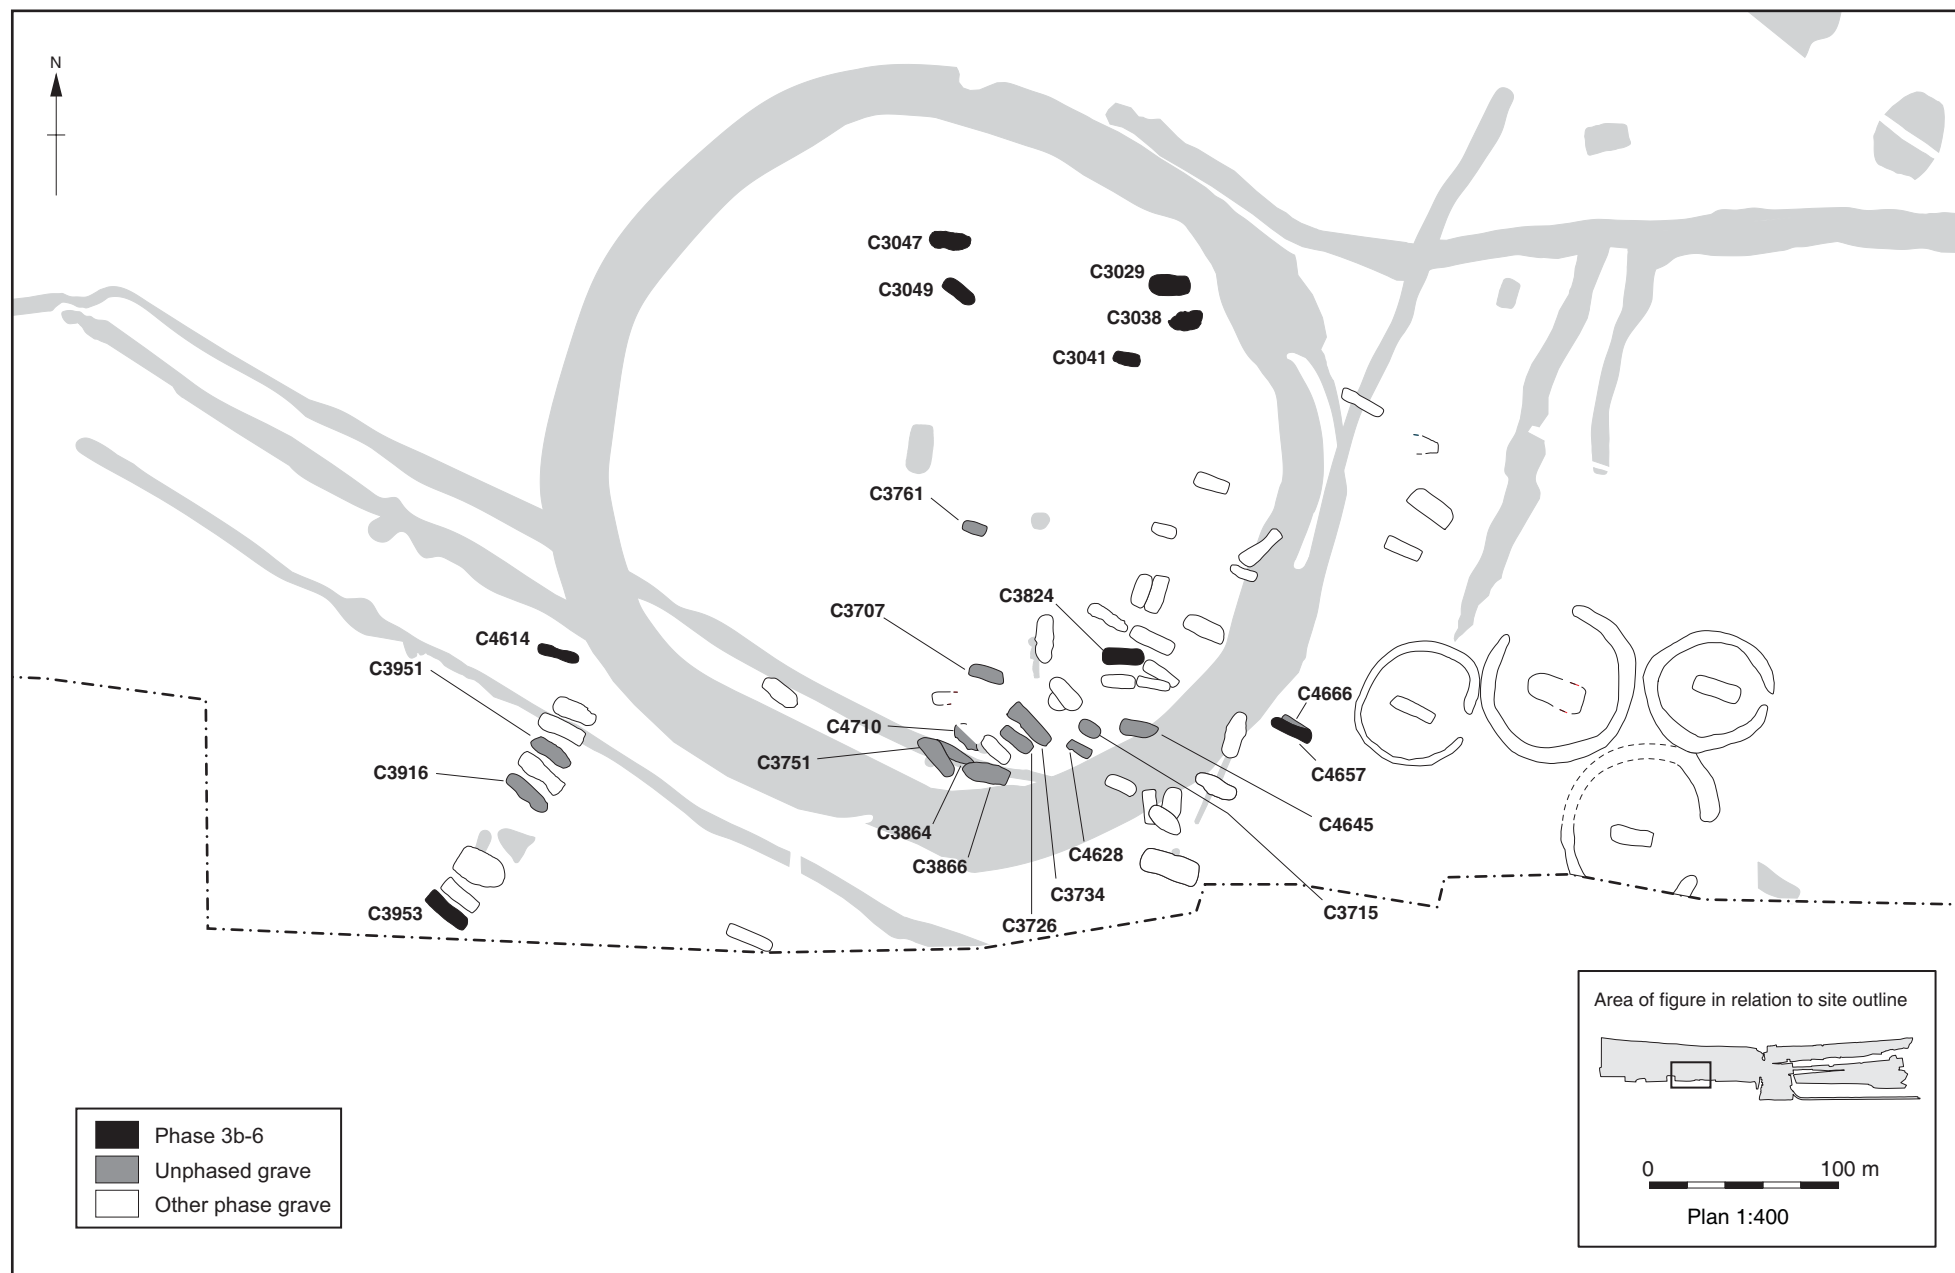 N
C3047
C3029
C3049
C3038
C3041
C3761
C3824
C3707
C4614
C3951
C4666
C4710
C3751
C3916
C4657
C4645
C3864
C4628
C3866
C3734
C3953
C3715
C3726
Area of figure in relation to site outline
0 100 m
Plan 1:400
Phase 3b-6
Unphased grave
Other phase grave